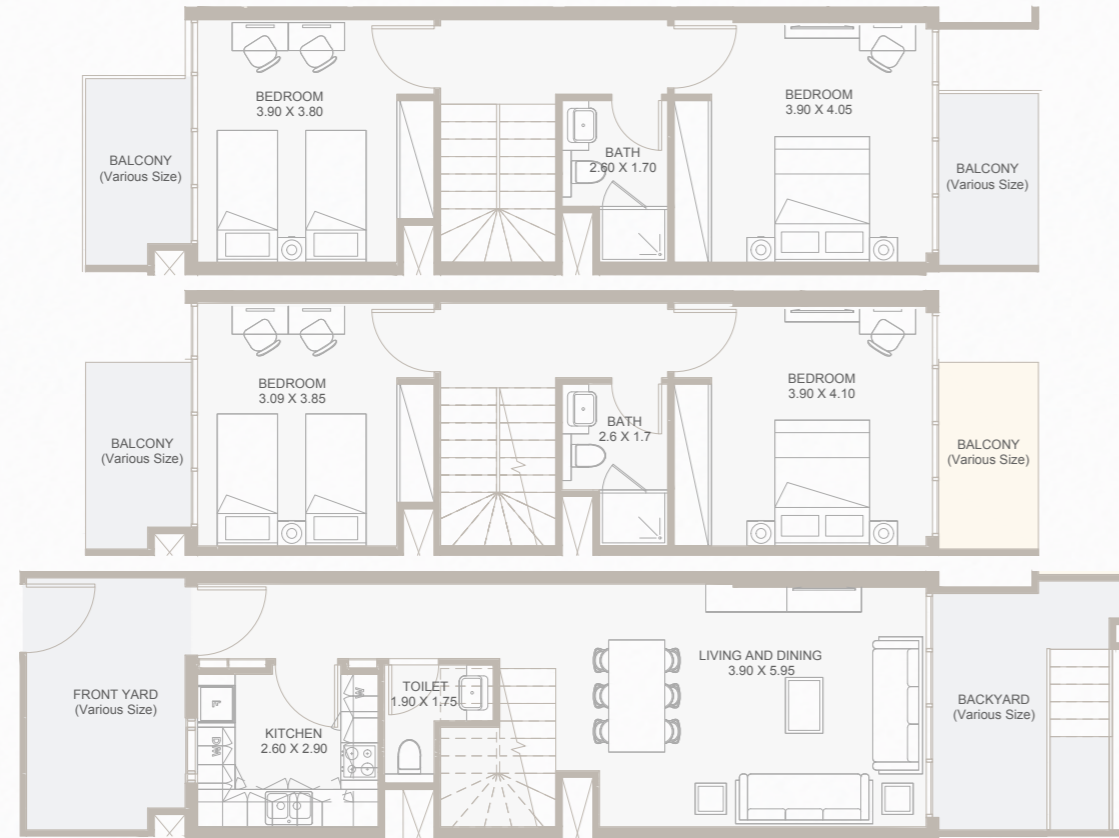 BEDROOM
3.90 X 3.80
BEDROOM
3.90 X 4.05
BATH
2.60 X 1.70
BALCONY
(Various Size)
BALCONY
(Various Size)
BEDROOM
3.09 X 3.85
BEDROOM
3.90 X 4.10
BATH
2.6 X 1.7
BALCONY
(Various Size)
BALCONY
(Various Size)
LIVING AND DINING
3.90 X 5.95
TOILET
1.90 X 1.75
FRONT YARD
(Various Size)
BACKYARD
(Various Size)
KITCHEN
2.60 X 2.90
F
W
DW